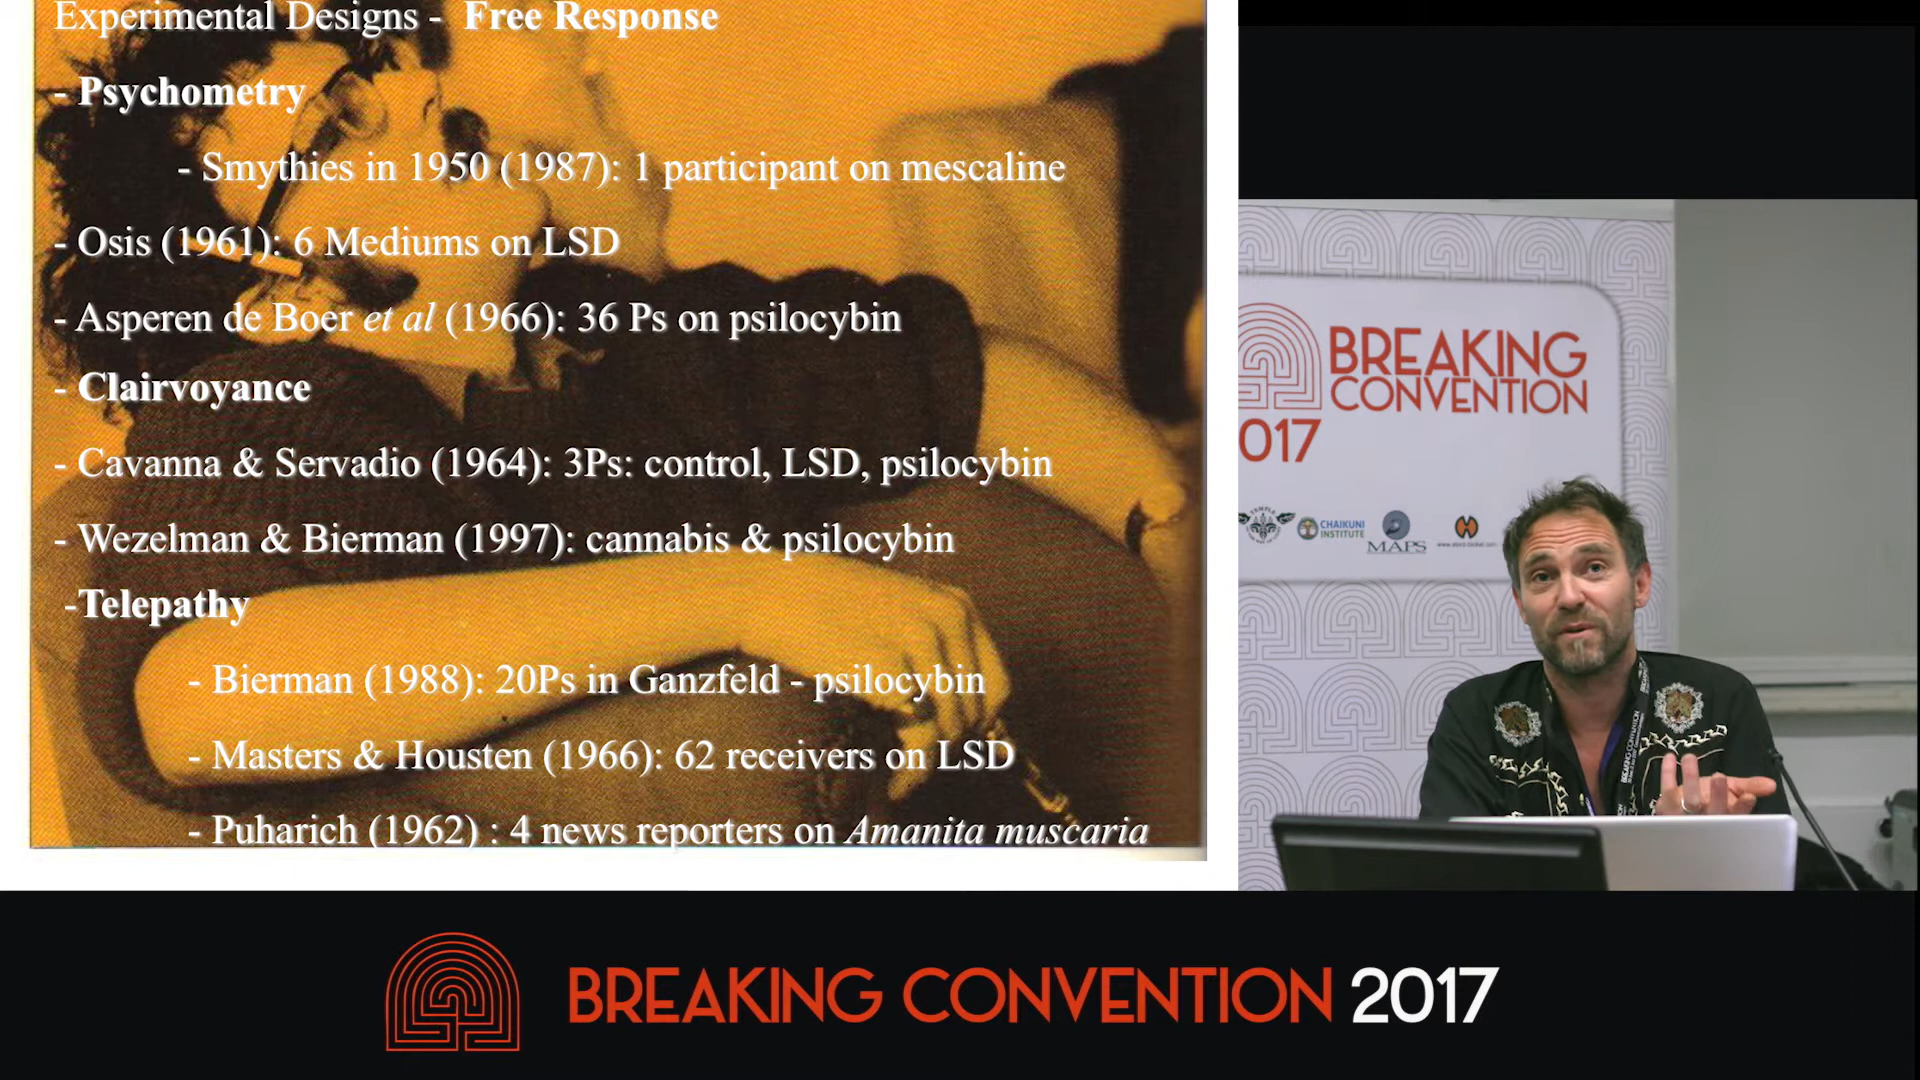 Experimental Designs - Free Response
- Psychometry
- Smythies in 1950 (1987): 1 participant on mescaline
- Osis (1961): 6 Mediums on LSD
- Asperen de Boer et al (1966): 36 Ps on psilocybin
- Clairvoyance
- Cavanna & Servadio (1964): 3Ps: control, LSD, psilocybin
- Wezelman & Bierman (1997): cannabis & psilocybin
-Telepathy
- Bierman (1988): 20Ps in Ganzfeld - psilocybin
- Masters & Housten (1966): 62 receivers on LSD
- Puharich (1962) : 4 news reporters on Amanita muscaria
BREAKING
CONVENTION
017
TEMPLE
CHAIKUNI
INSTITUTE
MAPS
BREAKING CONVENTION
BREAKING CONVENTION 2017